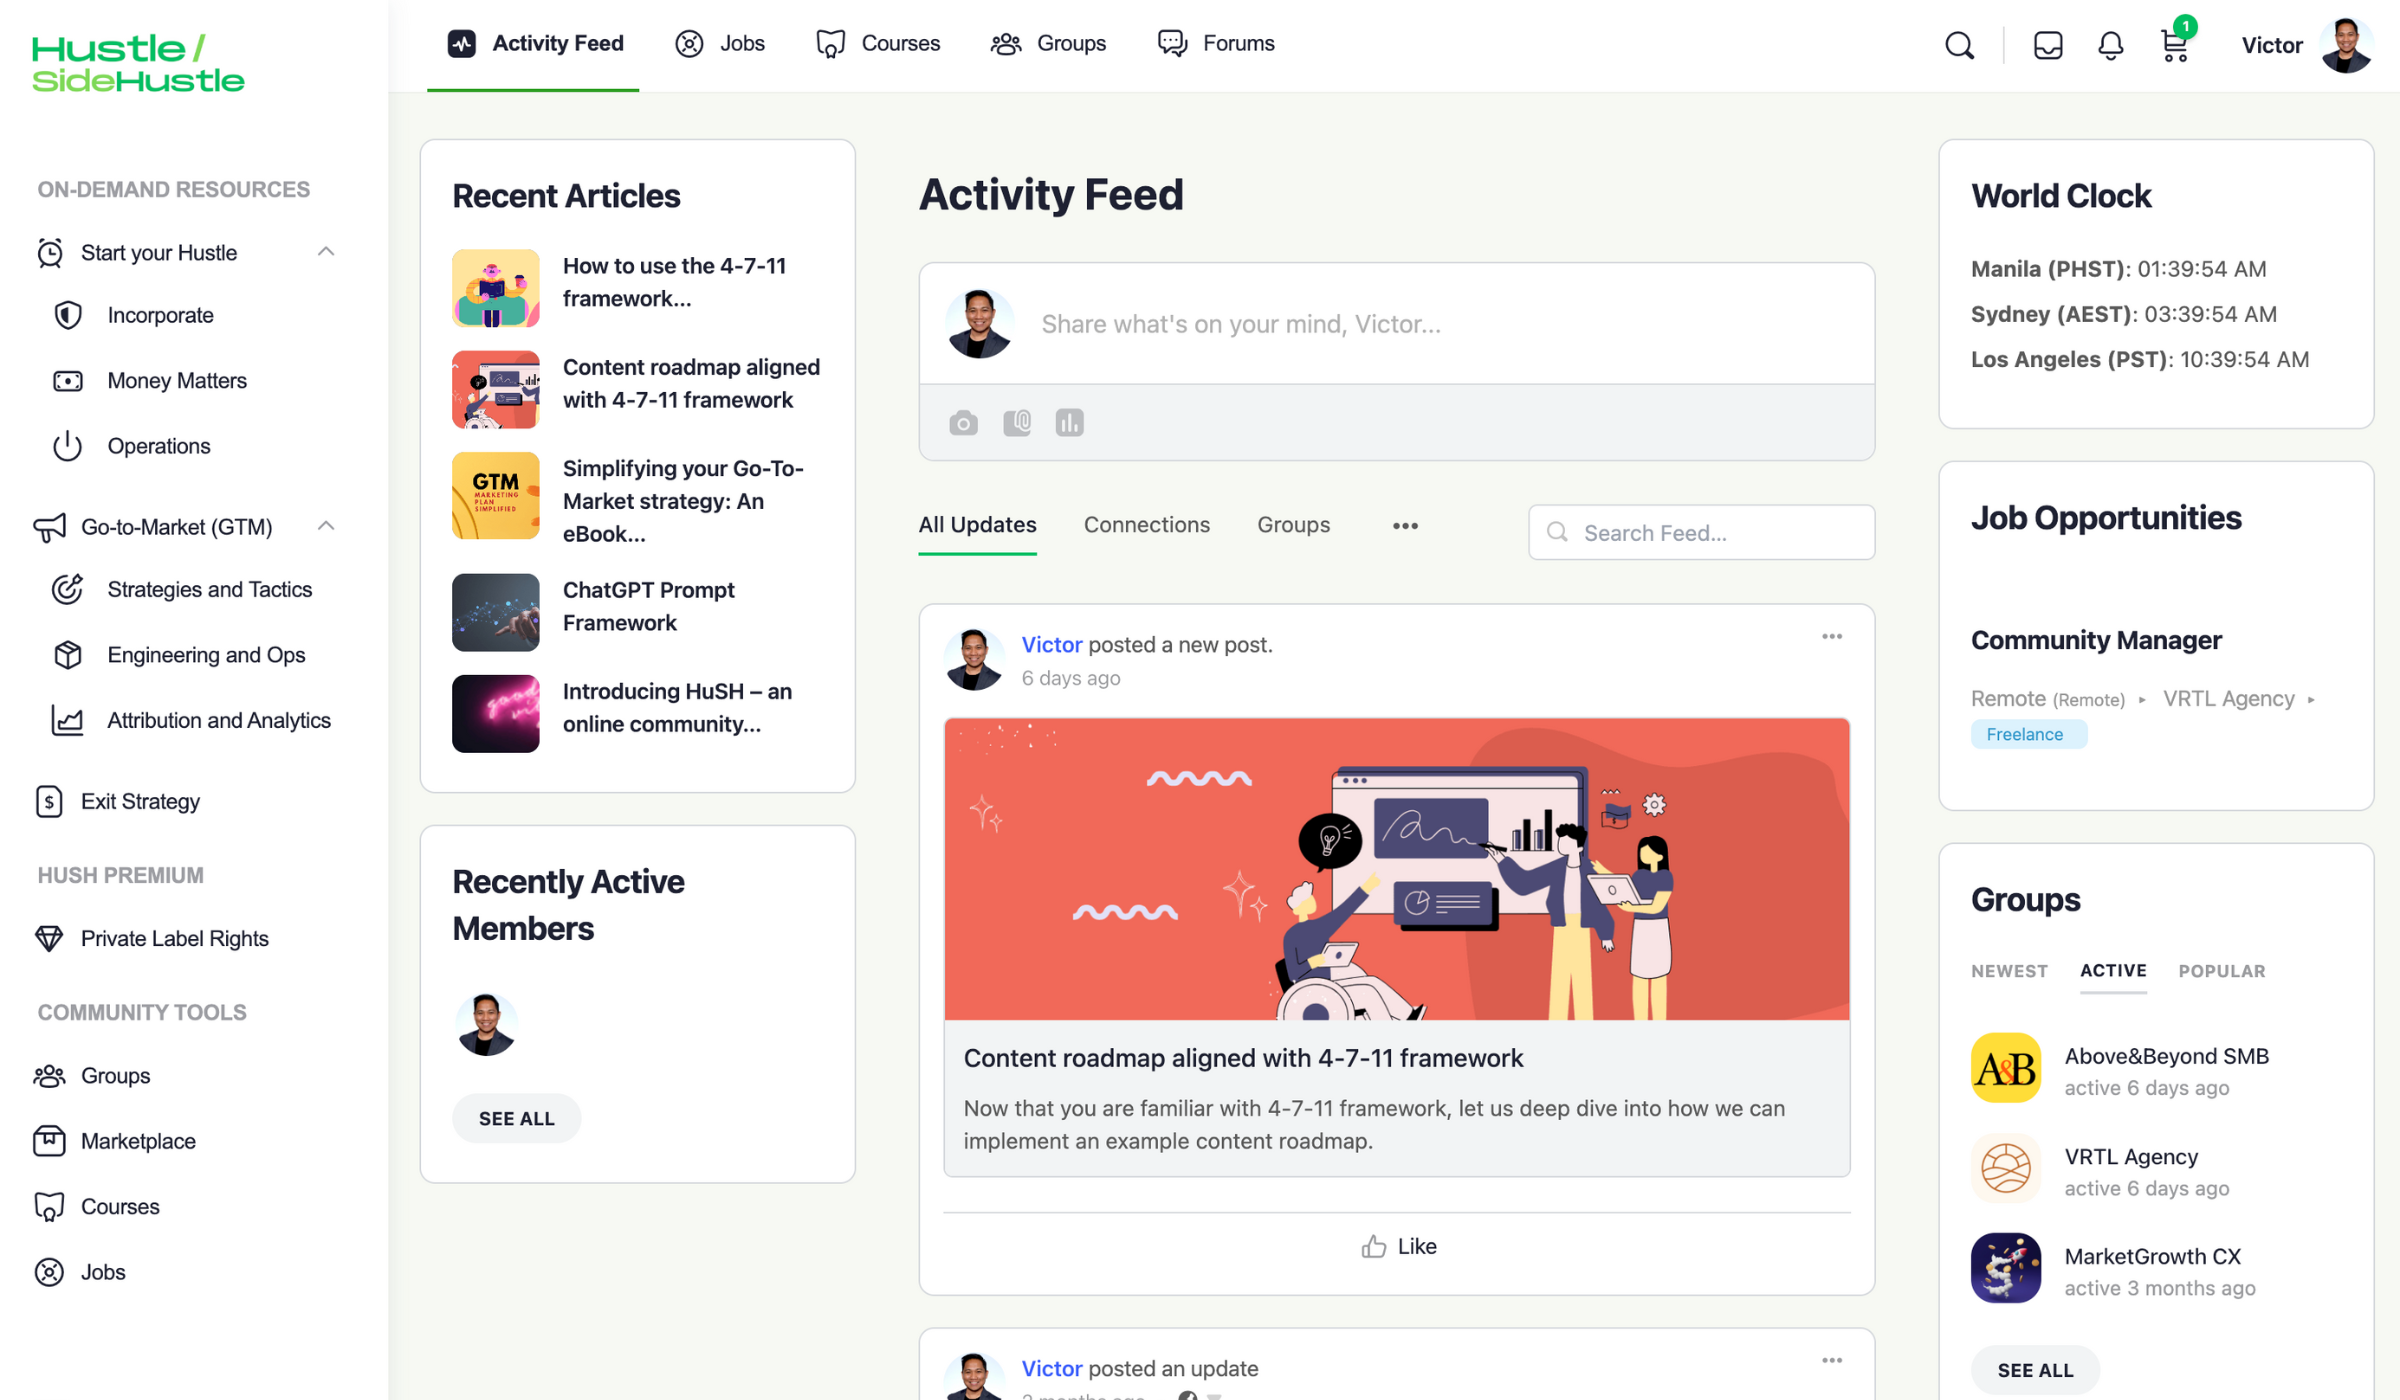 Hustle/
SideHustle
ON-DEMAND RESOURCES
Start your Hustle
Incorporate
Money Matters
Operations
Go-to-Market (GTM)
Strategies and Tactics
Engineering and Ops
Attribution and Analytics
Exit Strategy
HUSH PREMIUM
Private Label Rights
COMMUNITY TOOLS
Groups
Marketplace
Courses
Jobs
Activity Feed
Jobs
Courses
Groups
Forums
1
Victor
Recent Articles
How to use the 4-7-11
framework...
Content roadmap aligned
with 4-7-11 framework
GTM
MARKETING
PLAN
SIMPLIFIED
Simplifying your Go-To-
Market strategy: An
eBook...
ChatGPT Prompt
Framework
Introducing HuSH – an
online community...
Recently Active
Members
SEE ALL
Activity Feed
Share what's on your mind, Victor...
All Updates
Connections
Groups
Search Feed...
Victor posted a new post.
6 days ago
Content roadmap aligned with 4-7-11 framework
Now that you are familiar with 4-7-11 framework, let us deep dive into how we can
implement an example content roadmap.
Like
Victor posted an update
World Clock
Manila (PHST): 01:39:54 AM
Sydney (AEST): 03:39:54 AM
Los Angeles (PST): 10:39:54 AM
Job Opportunities
Community Manager
Remote (Remote) ▸ VRTL Agency ▸
Freelance
Groups
NEWEST
ACTIVE
POPULAR
A&B
Above&Beyond SMB
active 6 days ago
VRTL Agency
active 6 days ago
MarketGrowth CX
active 3 months ago
SEE ALL